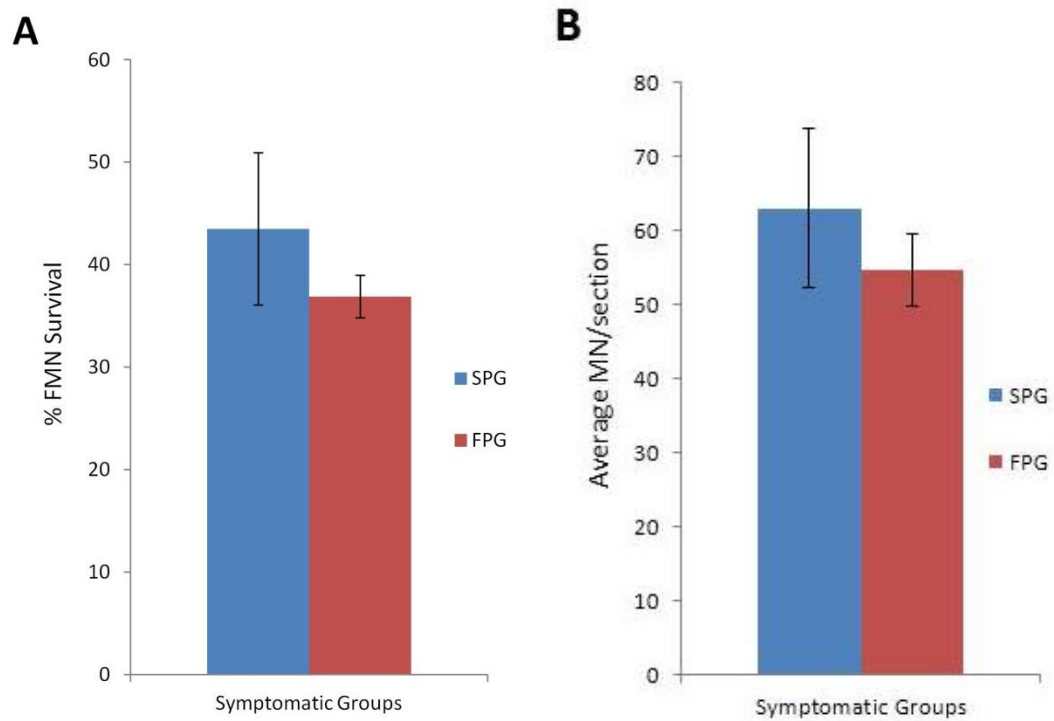 A
60
50
40
30
20
10
0
% FMN Survival
Symptomatic Groups
SPG
FPG
B
80
70
60
50
40
30
20
10
0
Average MN/section
Symptomatic Groups
SPG
FPG